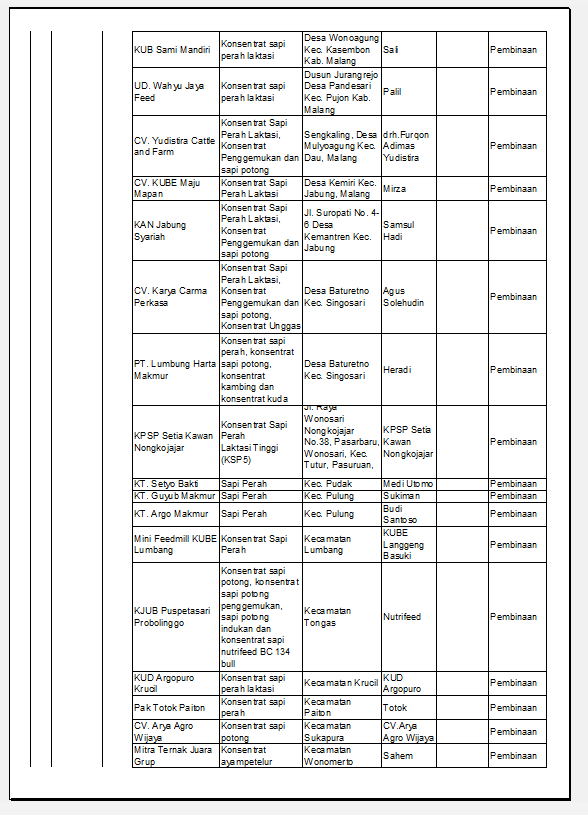 KUB Sami Mandiri
Konsentrat sapi
perah laktasi
Desa Wonoagung
Kec. Kasembon
Kab. Malang
Sali
Pembinaan
UD. Wahyu Jaya
Feed
Konsentrat sapi
perah laktasi
Dusun Jurangrejo
Desa Pandesari
Kec. Pujon Kab.
Malang
Palil
Pembinaan
CV. Yudistira Cattle
and Farm
Konsentrat Sapi
Perah Laktasi,
Konsentrat
Penggemukan dan
sapi potong
Sengkaling, Desa
Mulyoagung Kec.
Dau, Malang
drh.Furqon
Adimas
Yudistira
Pembinaan
CV. KUBE Maju
Mapan
Konsentrat Sapi
Perah Laktasi
Desa Kemiri Kec.
Jabung, Malang
Mirza
Pembinaan
KAN Jabung
Syariah
Konsentrat Sapi
Perah Laktasi,
Konsentrat
Penggemukan dan
sapi potong
Jl. Suropati No. 4-
6 Desa
Kemantren Kec.
Jabung
Samsul
Hadi
Pembinaan
CV. Karya Carma
Perkasa
Konsentrat Sapi
Perah Laktasi,
Konsentrat
Penggemukan dan
sapi potong,
Konsentrat Unggas
Desa Baturetno
Kec. Singosari
Agus
Solehudin
Pembinaan
PT. Lumbung Harta
Makmur
Konsentrat sapi
perah, konsentrat
sapi potong,
konsentrat
kambing dan
konsentrat kuda
Desa Baturetno
Kec. Singosari
Heradi
Pembinaan
KPSP Setia Kawan
Nongkojajar
Konsentrat Sapi
Perah
Laktasi Tinggi
(KSP5)
Jl. Raya
Wonosari
Nongkojajar
No.38, Pasarbaru,
Wonosari, Kec.
Tutur, Pasuruan,
KPSP Setia
Kawan
Nongkojajar
Pembinaan
KT. Setyo Bakti
Sapi Perah
Kec. Pudak
Medi Utomo
Pembinaan
KT. Guyub Makmur
Sapi Perah
Kec. Pulung
Sukiman
Pembinaan
KT. Argo Makmur
Sapi Perah
Kec. Pulung
Budi
Santoso
Pembinaan
Mini Feedmill KUBE
Lumbang
Konsentrat Sapi
Perah
Kecamatan
Lumbang
KUBE
Langgeng
Basuki
Pembinaan
KJUB Puspetasari
Probolinggo
Konsentrat sapi
potong, konsentrat
sapi potong
penggemukan,
sapi potong
indukan dan
konsentrat sapi
nutrifeed BC 134
bull
Kecamatan
Tongas
Nutrifeed
Pembinaan
KUD Argopuro
Krucil
Konsentrat sapi
perah laktasi
Kecamatan Krucil
KUD
Argopuro
Pembinaan
Pak Totok Paiton
Konsentrat sapi
perah
Kecamatan
Paiton
Totok
Pembinaan
CV. Arya Agro
Wijaya
Konsentrat sapi
potong
Kecamatan
Sukapura
CV.Arya
Agro Wijaya
Pembinaan
Mitra Ternak Juara
Grup
Konsentrat
ayampetelur
Kecamatan
Wonomerto
Sahem
Pembinaan